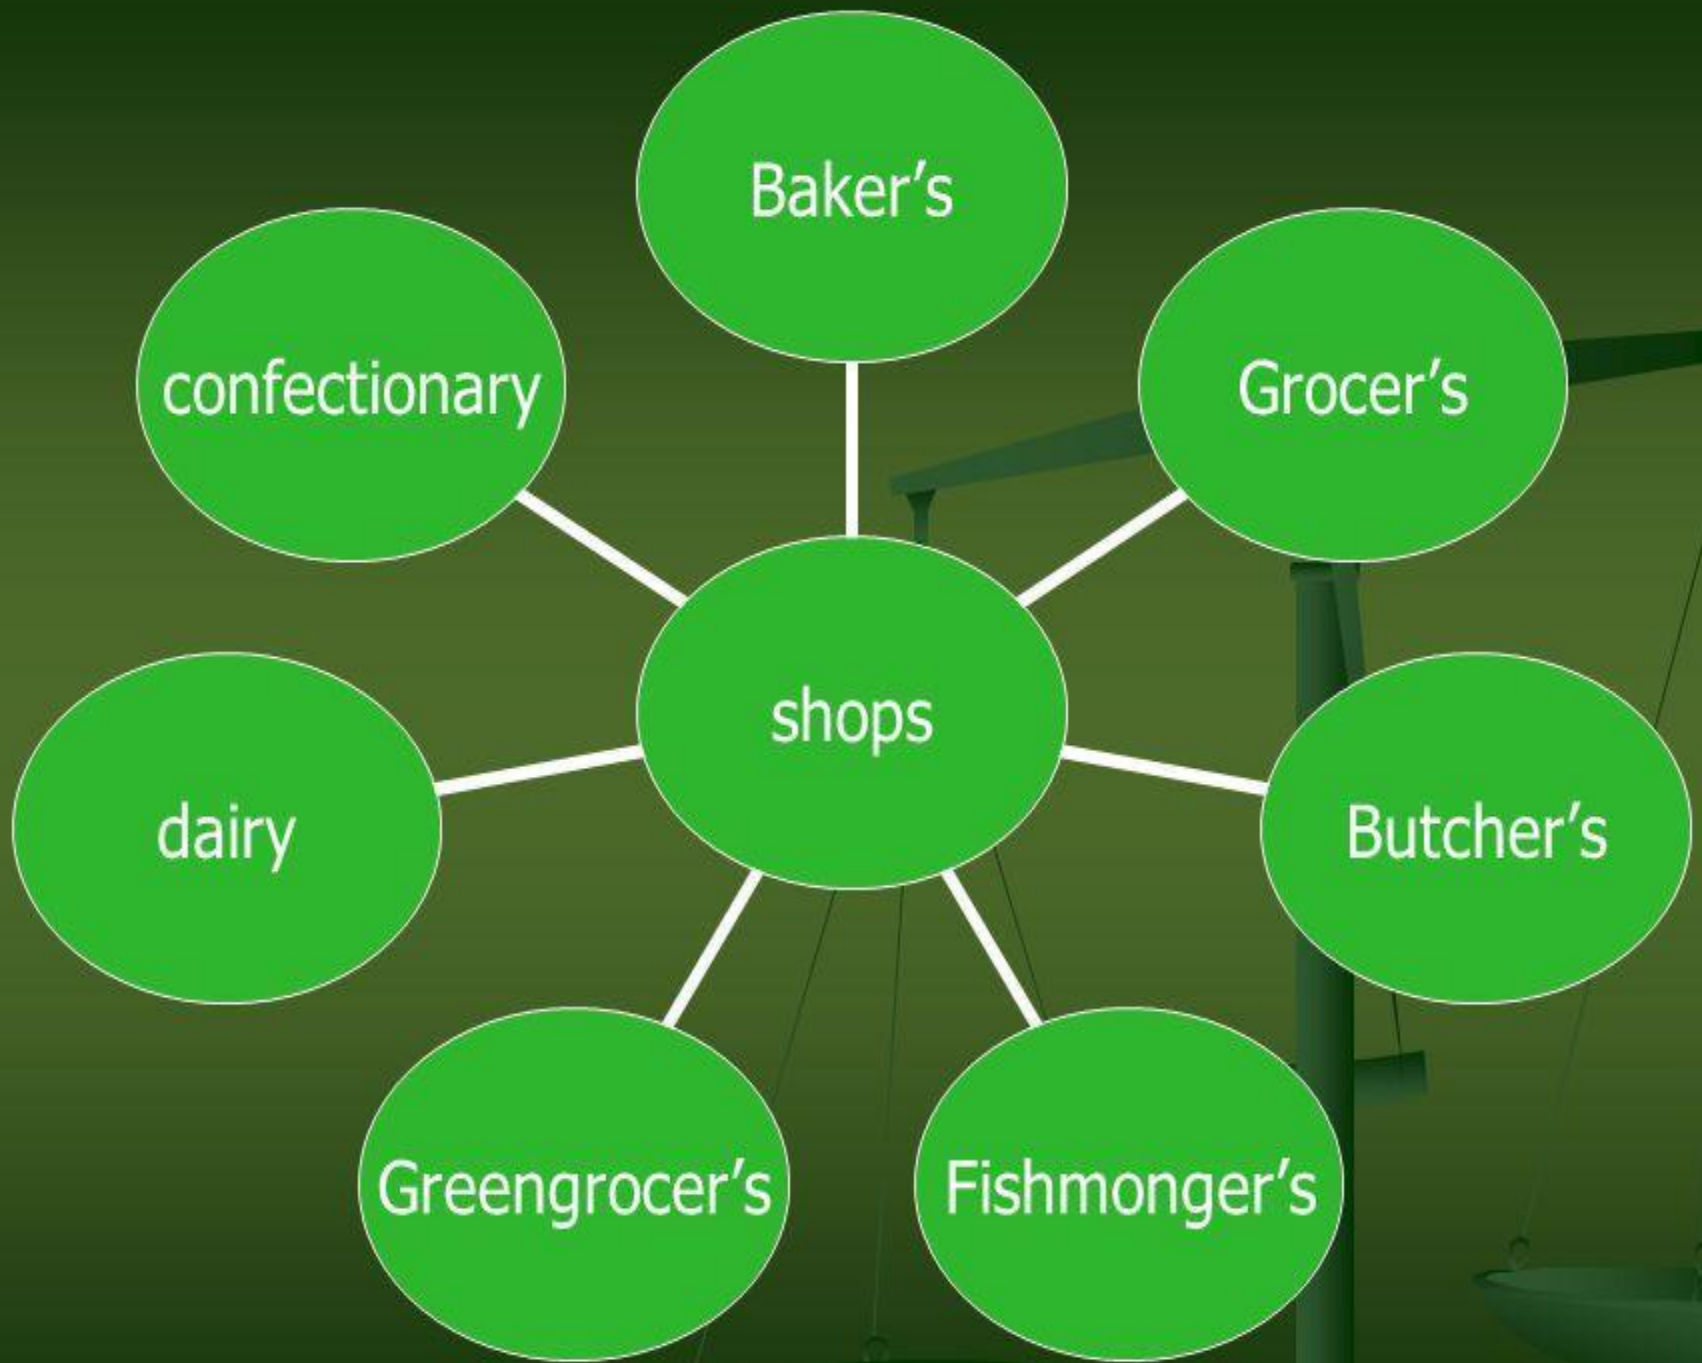 Baker’s
confectionary
Grocer’s
shops
dairy
Butcher’s
Greengrocer’s
Fishmonger’s